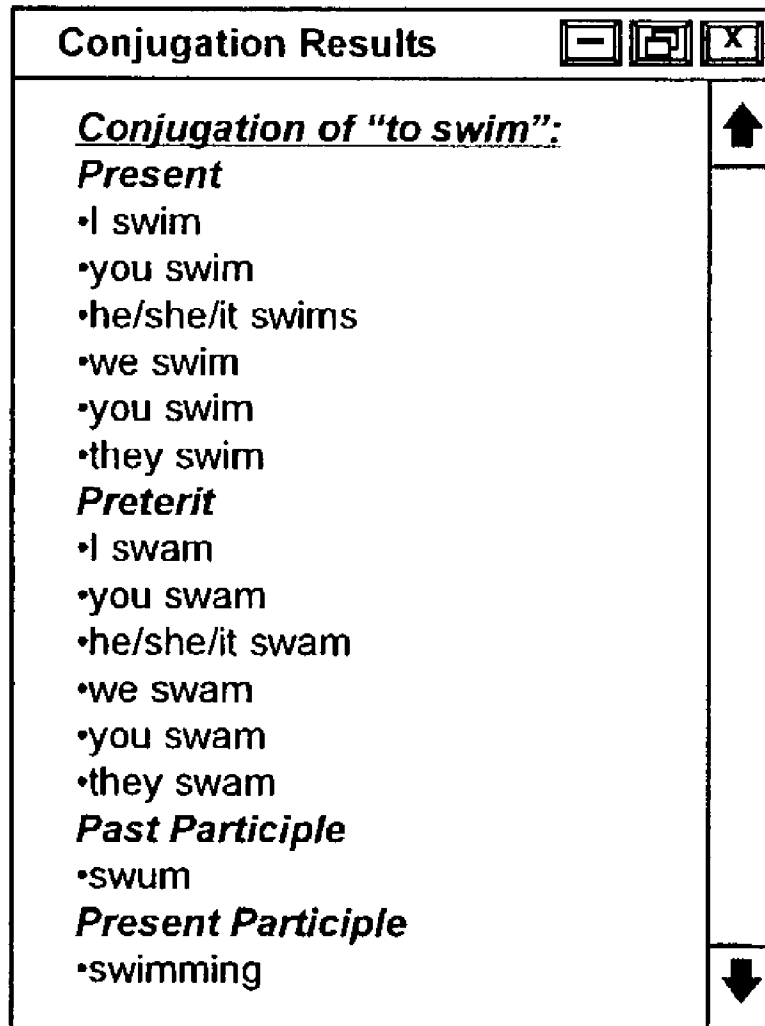 Conjugation Results X
Conjugation of “to swim”:
Present
•I swim
•you swim
•he/she/it swims
•we swim
•you swim
•they swim
Preterit
•I swam
•you swam
•he/she/it swam
•we swam
•you swam
•they swam
Past Participle
•swum
Present Participle
•swimming